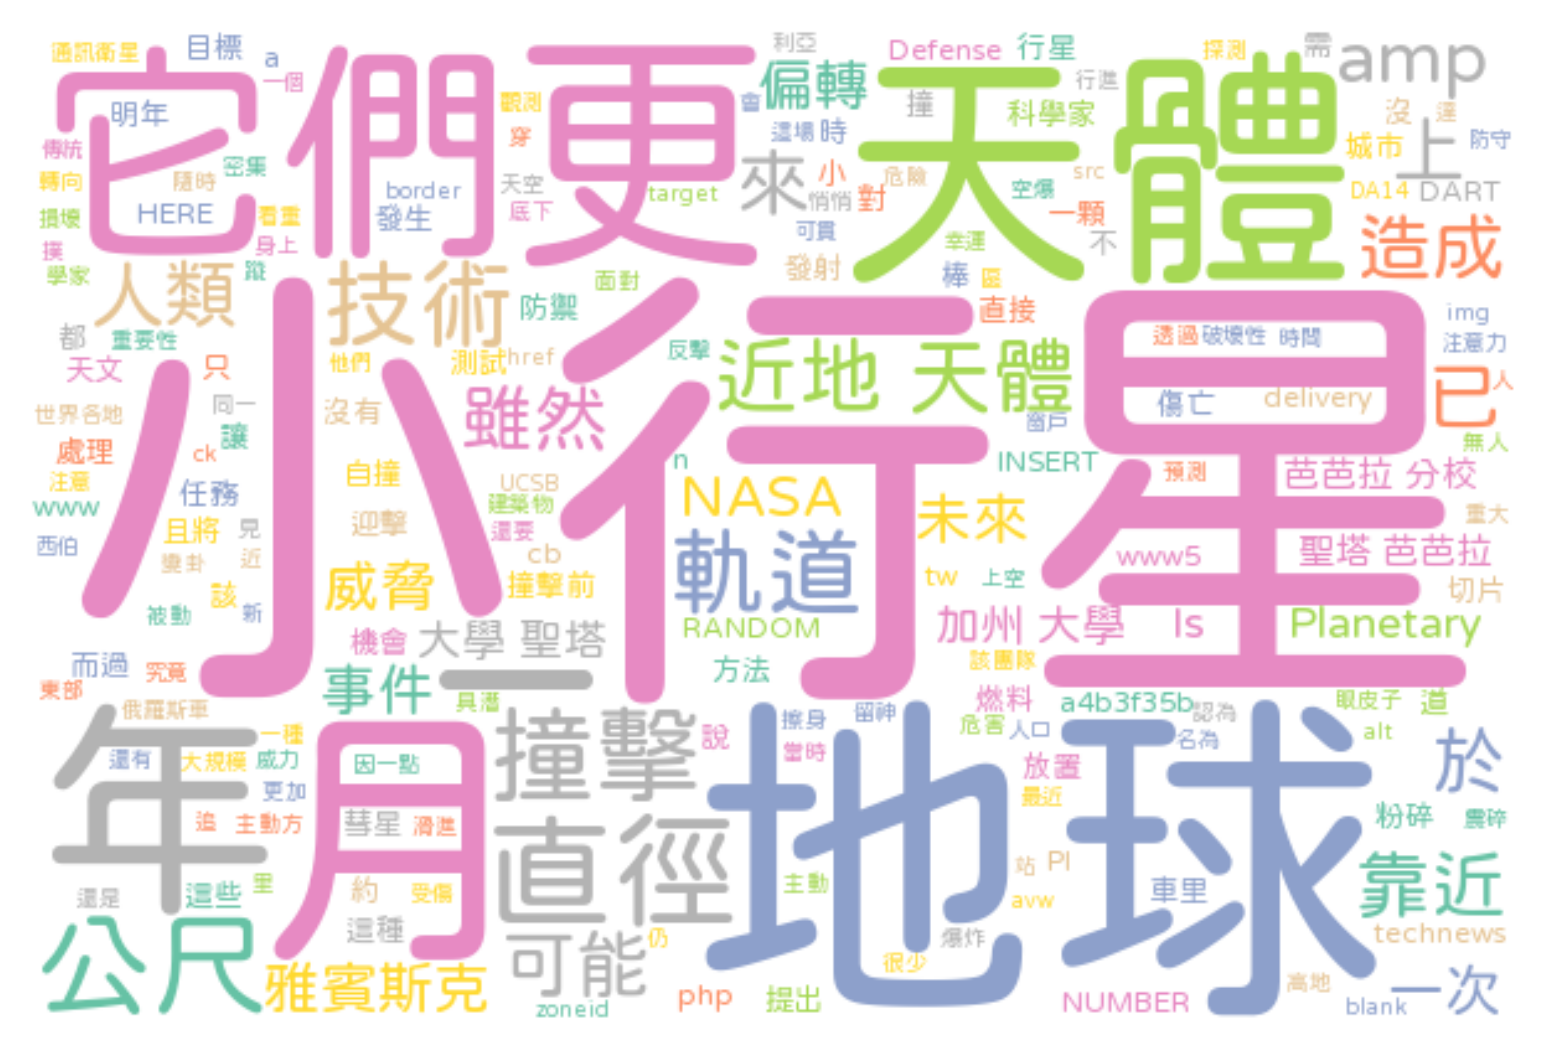 通訊衛星 目標 a 一個 它們更 利亞 偏轉 Defense 行星 探測 需 amp
明年 觀測 穿 會 這場 時 撞 行進 科學家 天體 沒 達 城市 上 防守
傳統 密集 轉向 隨時 border 天空 target 來 小 悄悄 對 危險 空爆 src 一顆 DA14 DART
損壞 HERE 看重 發生 底下 可貫 幸運 不 造成
撲 身上 學家 蹤 人類 技術 面對 防禦 發射 棒 區 直接
都 重要性 他們 測試 href 反擊 透過 破壞性 時間 img 注意力
天文 只 小行星 近地 天體 傷亡 delivery 已 人
世界各地 同一 讓 沒有 雖然 窗戶 無人
處理 ck 自撞 UCSB n INSERT 預測 芭芭拉 分校
注意 任務 www 建築物 NASA 未來 重大
西伯 且將 見 迎擊 還要 軌道 www5 聖塔 芭芭拉
變卦 近 cb 威脅 撞擊前 tw 上空 切片
該 被動 新 機會 大學 聖塔 RANDOM 加州 大學 Is Planetary
而過 究竟 事件 一 方法 該團隊
東部 俄羅斯車 具潛 擦身 留神 燃料 a4b3f35b 認為 眼皮子 道
年 一種 月 撞擊 說 當時 危害 人口 名為 alt 於
還有 大規模 威力 因一點 地球 放置
更加 最近 粉碎 震碎
追 主動方 彗星 滑進 直徑
還是 這些 里 約 受傷 主動 站 Pl 車里 靠近
公尺 這種 可能 仍 爆炸 avw technews
雅賓斯克 很少 高地 一次
zoneid php 提出 NUMBER blank